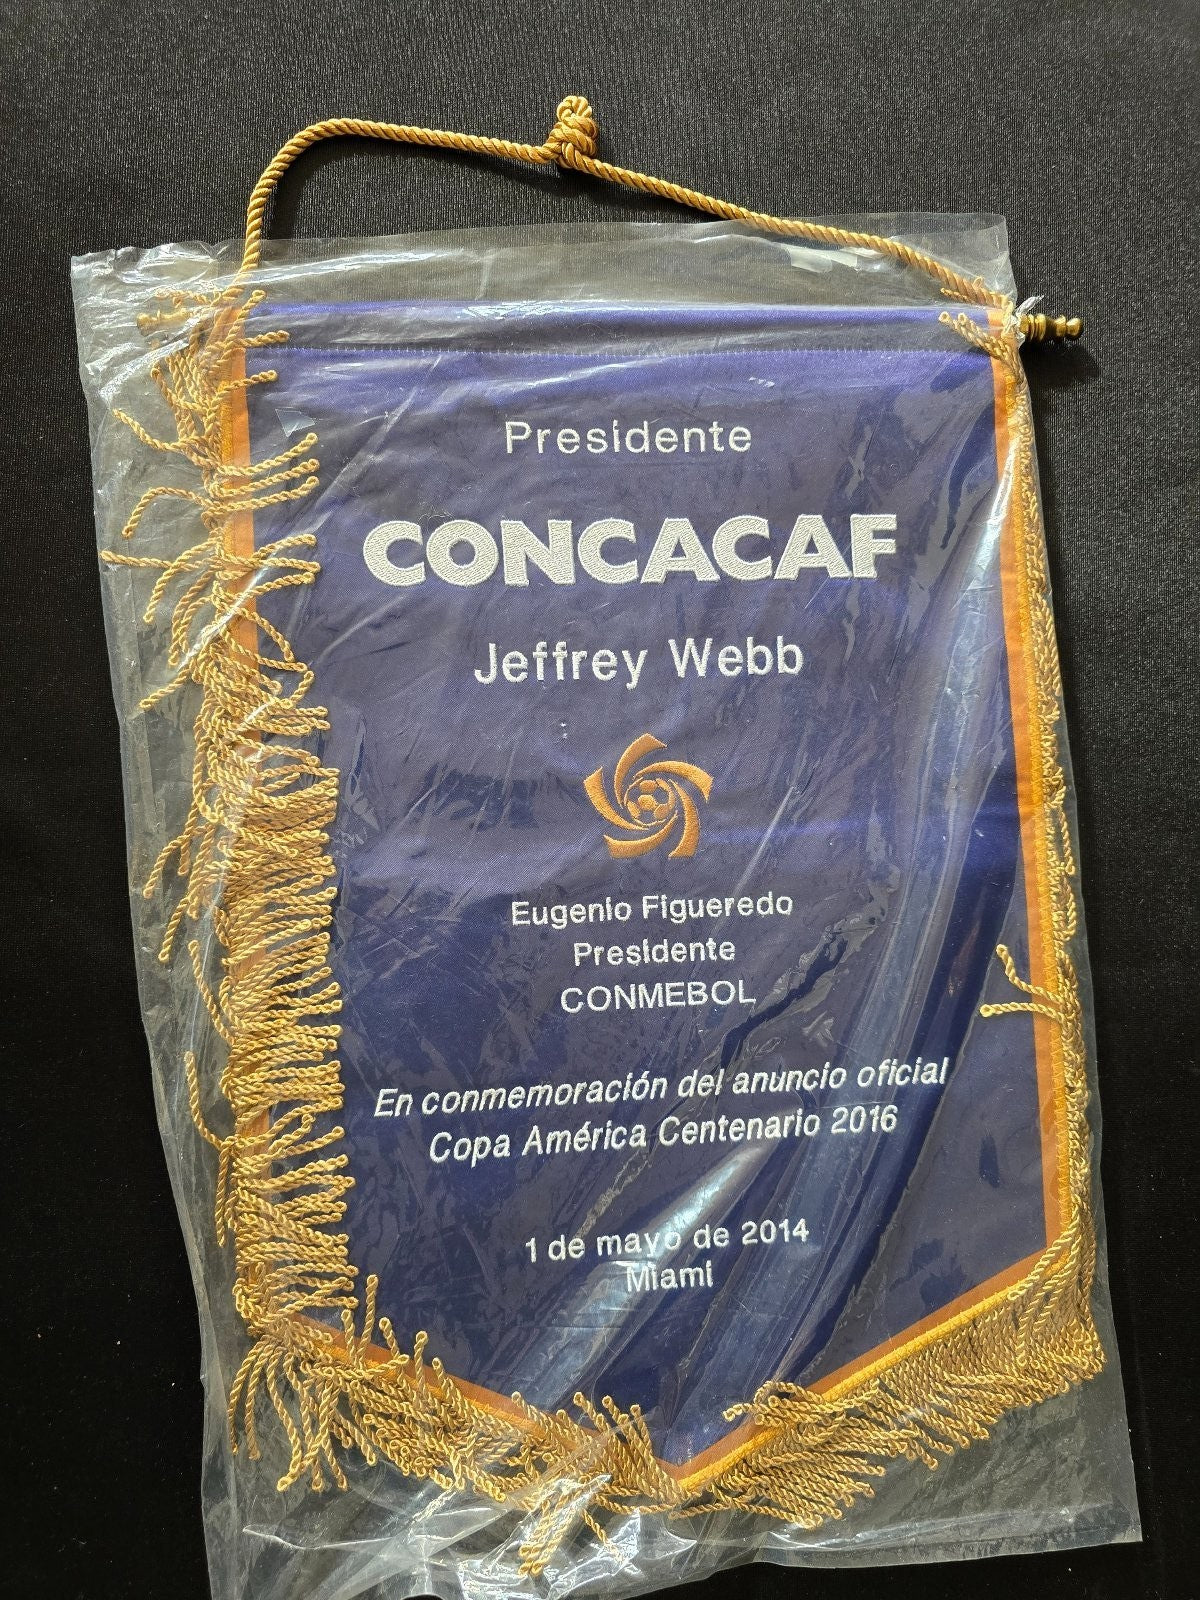 Presidente
CONCACAF
Jeffrey Webb
Eugenio Figueredo
Presidente
CONMEBOL
En conmemoración del anuncio oficial
Copa América Centenario 2016
1 de mayo de 2014
Miami